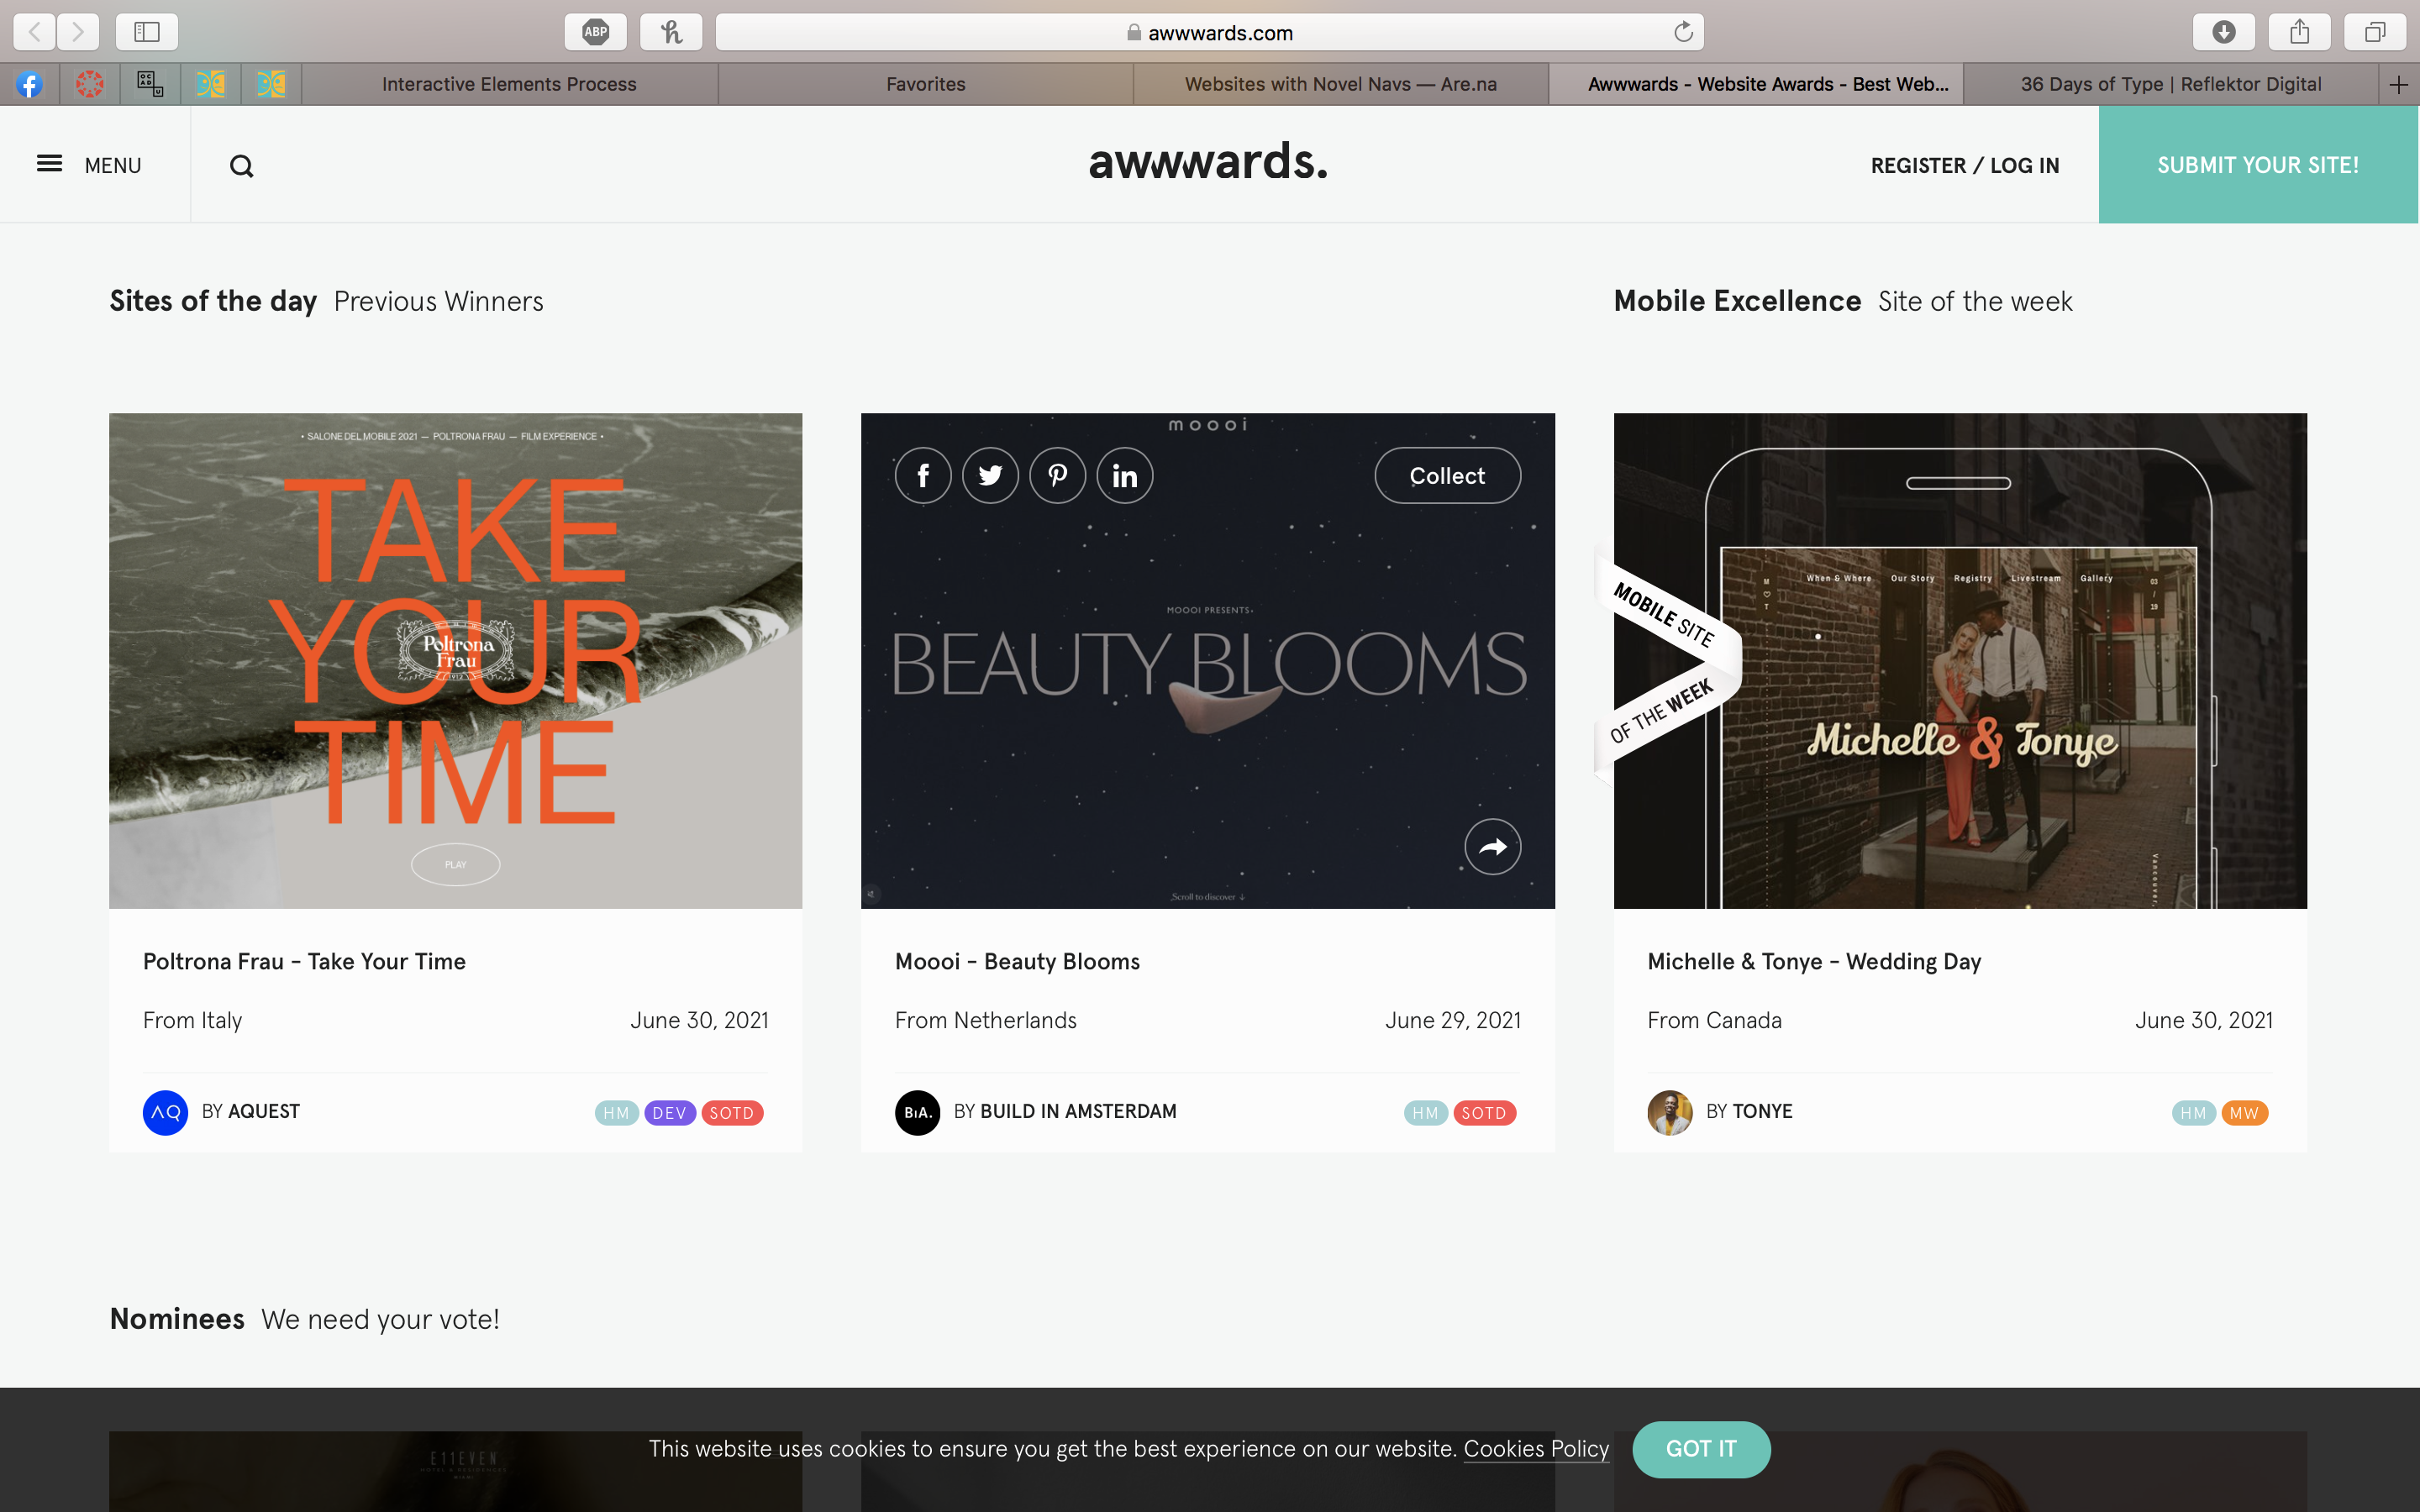 ABP
awwwards.com
Interactive Elements Process
Favorites
Websites with Novel Navs — Are.na
Awwwards - Website Awards - Best Web...
36 Days of Type | Reflektor Digital
MENU
awwwards.
REGISTER / LOG IN
SUBMIT YOUR SITE!
Sites of the day Previous Winners
Mobile Excellence Site of the week
• SALONE DEL MOBILE 2021 — POLTRONA FRAU — FILM EXPERIENCE •
TAKE
YOUR
TIME
Poltrona
Frau
1912
PLAY
moooi
Collect
MOOOI PRESENTS
BEAUTY BLOOMS
Scroll to discover ↓
MOBILE SITE
OF THE WEEK
M ♡ T
When & Where Our Story Registry Livestream Gallery
03 / 19
Michelle & Tonye
Vancouver,
Poltrona Frau - Take Your Time
From Italy June 30, 2021
AQ BY AQUEST HM DEV SOTD
Moooi - Beauty Blooms
From Netherlands June 29, 2021
BIA. BY BUILD IN AMSTERDAM HM SOTD
Michelle & Tonye - Wedding Day
From Canada June 30, 2021
BY TONYE HM MW
Nominees We need your vote!
E11EVEN
HOTEL & RESIDENCES
MIAMI
This website uses cookies to ensure you get the best experience on our website. Cookies Policy GOT IT